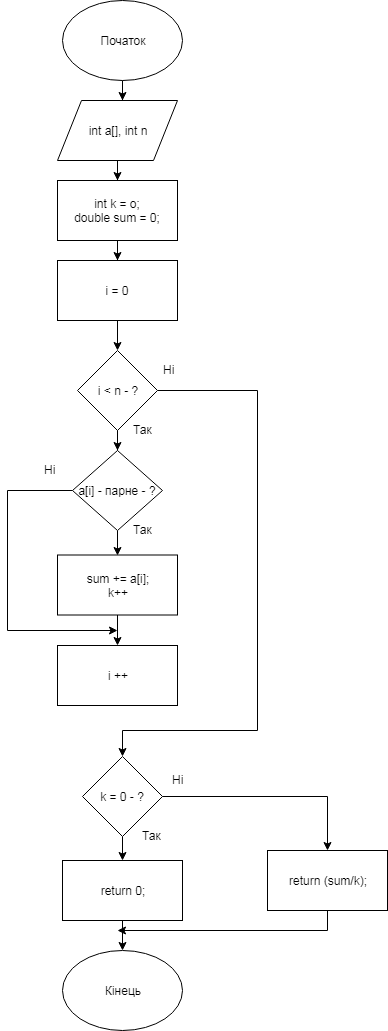 Початок
int a[], int n
int k = o;
double sum = 0;
i = 0
Ні
i < n - ?
Так
Ні
a[i] - парне - ?
Так
sum += a[i];
k++
i ++
Ні
k = 0 - ?
Так
return 0;
return (sum/k);
Кінець